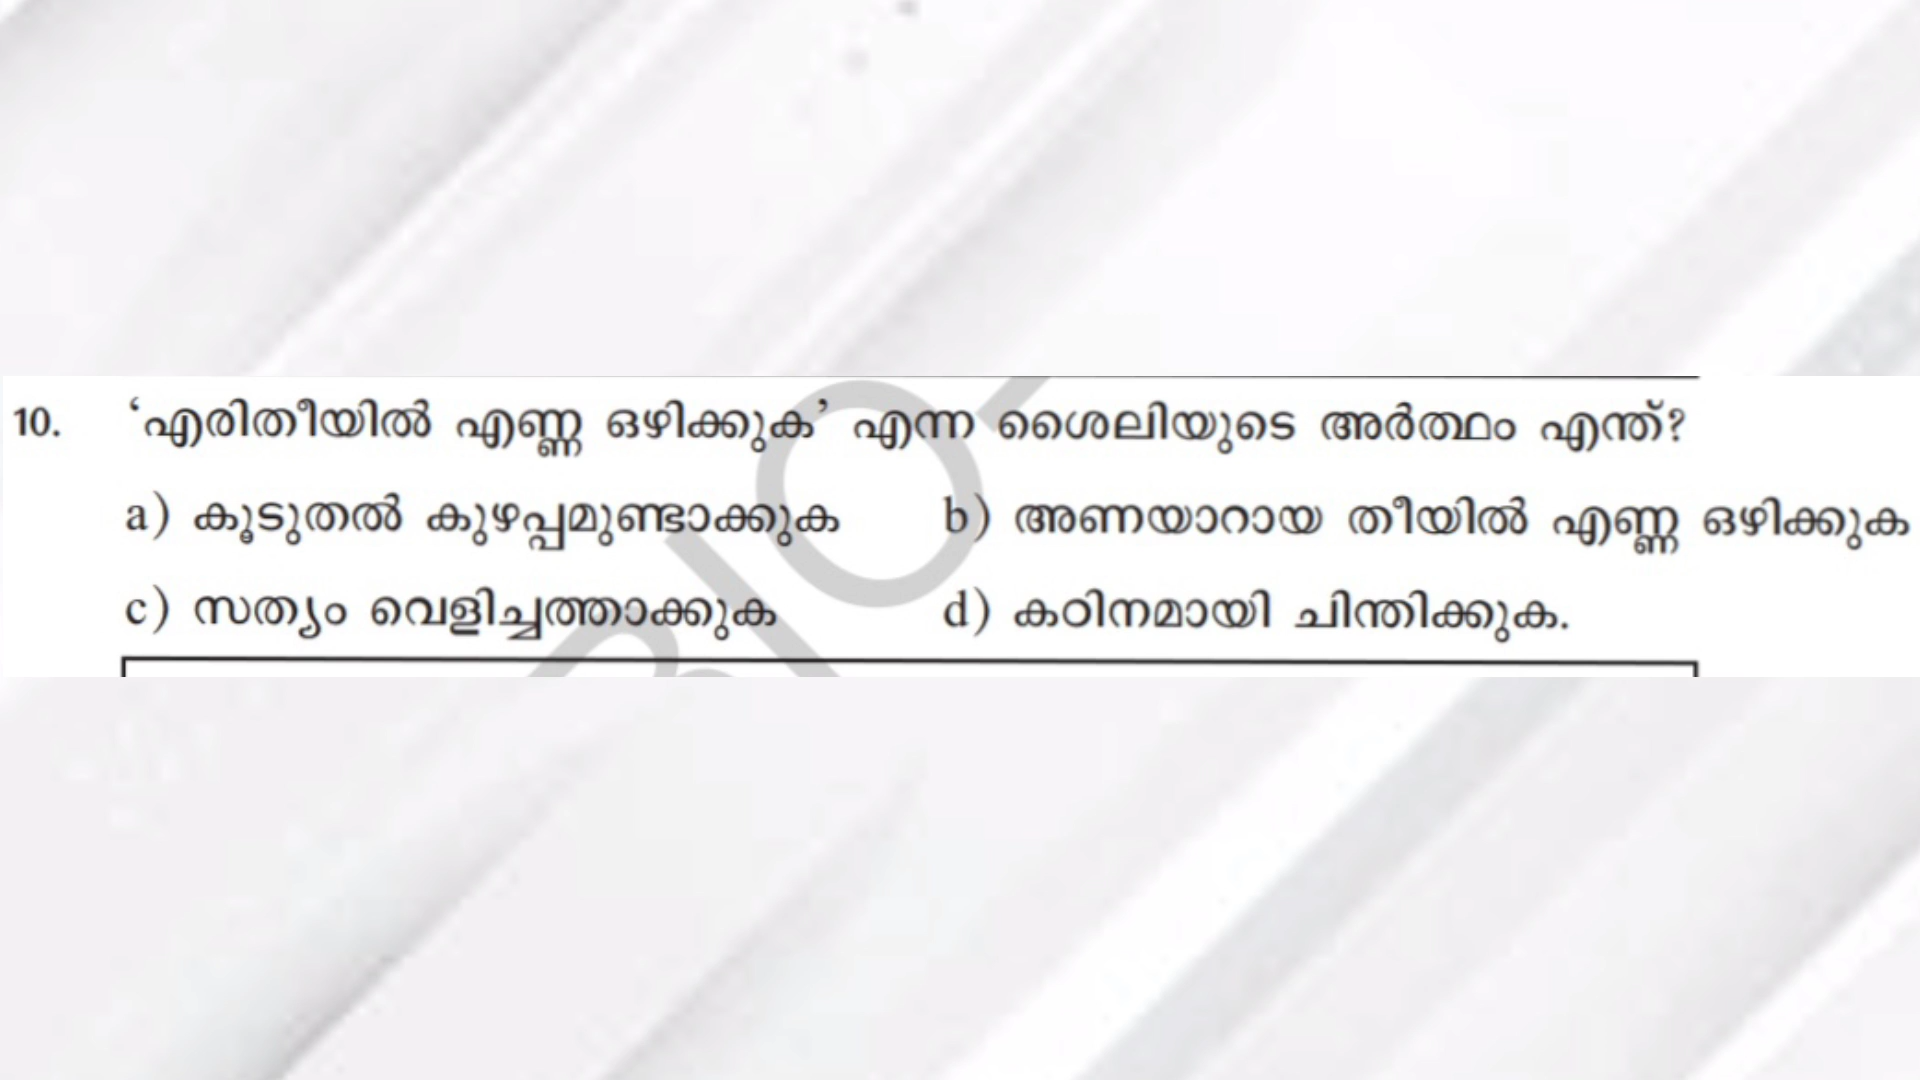 10. ‘എരിതീയിൽ എണ്ണ ഒഴിക്കുക’ എന്ന ശൈലിയുടെ അർത്ഥം എന്ത്?
a) കൂടുതൽ കുഴപ്പമുണ്ടാക്കുക b) അണയാറായ തീയിൽ എണ്ണ ഒഴിക്കുക
c) സത്യം വെളിച്ചത്താക്കുക d) കഠിനമായി ചിന്തിക്കുക.